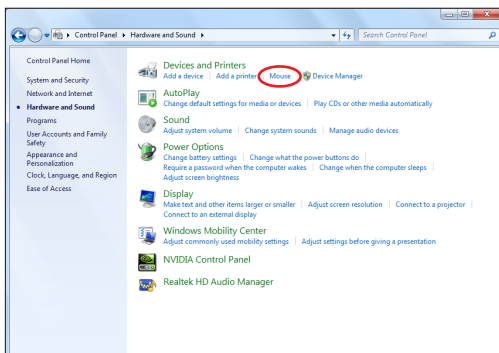 Control Panel ▸ Hardware and Sound ▸
Search Control Panel
Control Panel Home
System and Security
Network and Internet
Hardware and Sound
Programs
User Accounts and Family
Safety
Appearance and
Personalization
Clock, Language, and Region
Ease of Access
Devices and Printers
Add a device | Add a printer | Mouse | Device Manager
AutoPlay
Change default settings for media or devices | Play CDs or other media automatically
Sound
Adjust system volume | Change system sounds | Manage audio devices
Power Options
Change battery settings | Change what the power buttons do |
Require a password when the computer wakes | Change when the computer sleeps |
Adjust screen brightness
Display
Make text and other items larger or smaller | Adjust screen resolution | Connect to a projector |
Connect to an external display
Windows Mobility Center
Adjust commonly used mobility settings | Adjust settings before giving a presentation
NVIDIA Control Panel
Realtek HD Audio Manager